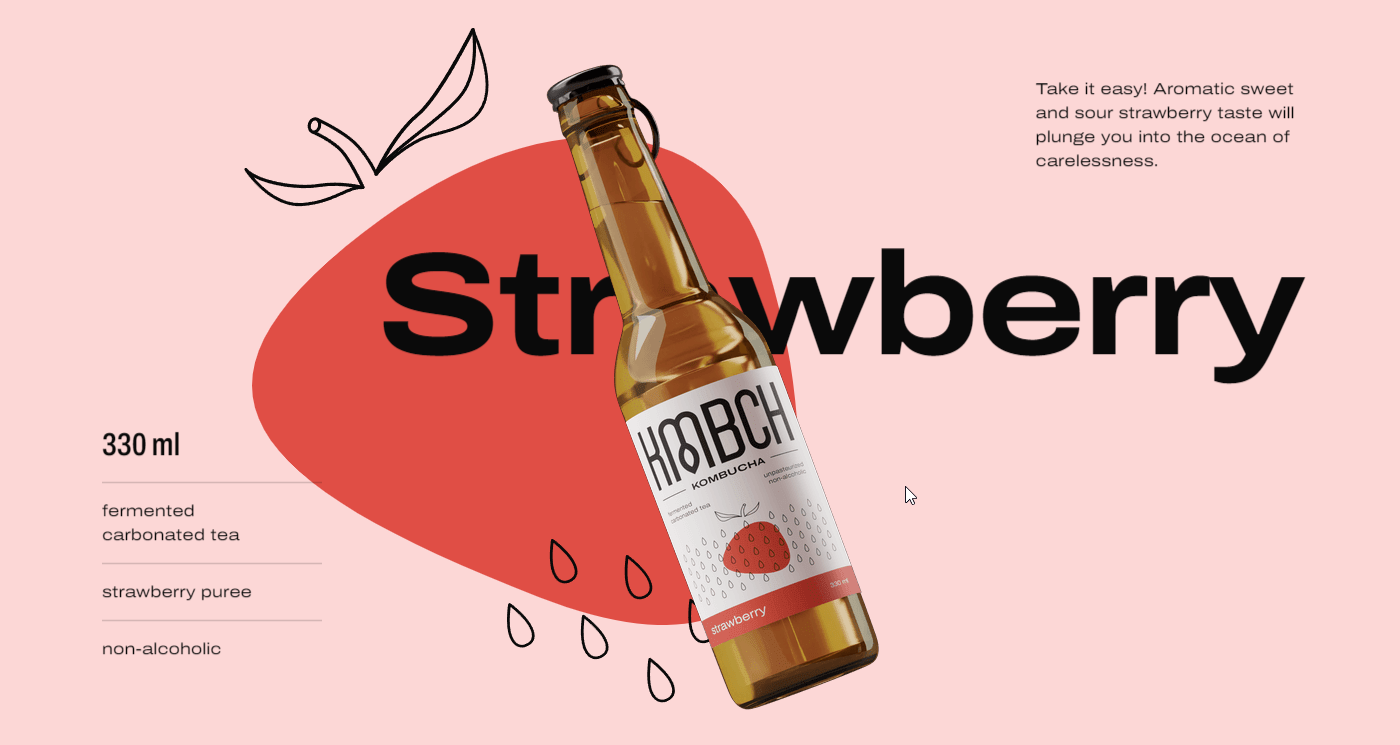 Take it easy! Aromatic sweet
and sour strawberry taste will
plunge you into the ocean of
carelessness.
Strawberry
330 ml
fermented
carbonated tea
strawberry puree
non-alcoholic
KMBCH
KOMBUCHA
unpasteurized
non-alcoholic
fermented
carbonated tea
strawberry
330 ml